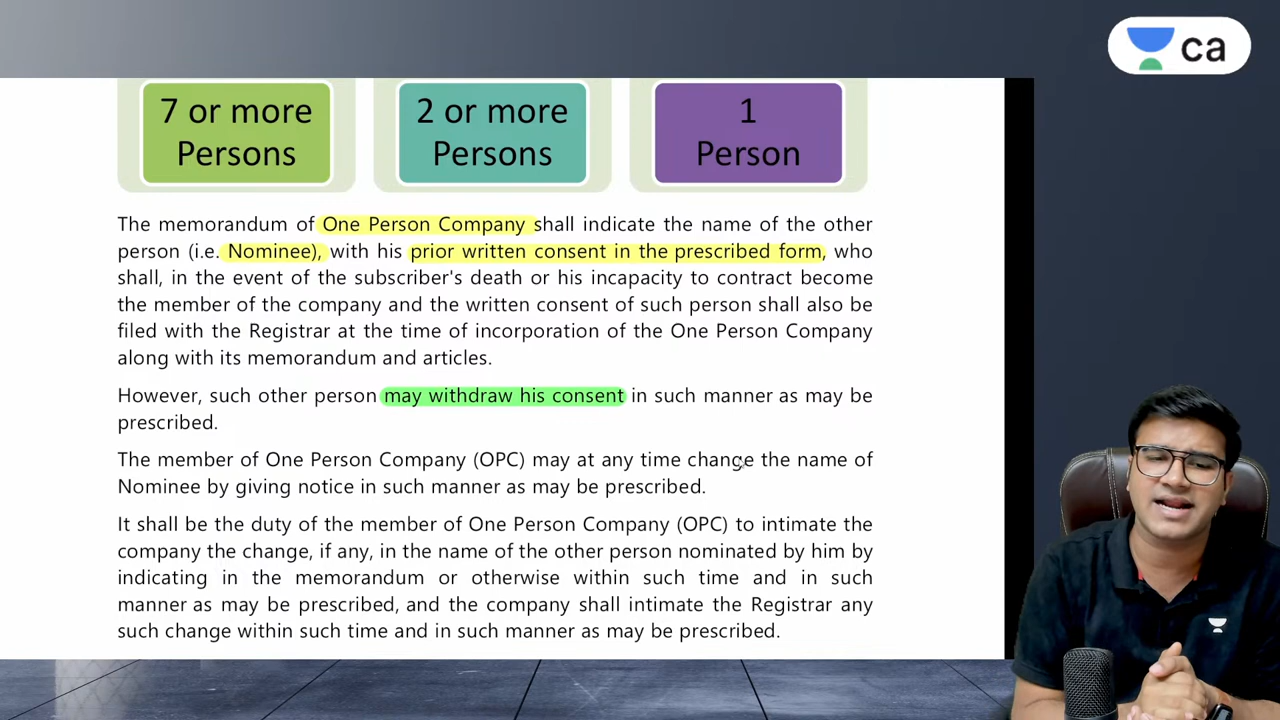 ca
7 or more
Persons
2 or more
Persons
1
Person
The memorandum of One Person Company shall indicate the name of the other
person (i.e. Nominee), with his prior written consent in the prescribed form, who
shall, in the event of the subscriber's death or his incapacity to contract become
the member of the company and the written consent of such person shall also be
filed with the Registrar at the time of incorporation of the One Person Company
along with its memorandum and articles.
However, such other person may withdraw his consent in such manner as may be
prescribed.
The member of One Person Company (OPC) may at any time change the name of
Nominee by giving notice in such manner as may be prescribed.
It shall be the duty of the member of One Person Company (OPC) to intimate the
company the change, if any, in the name of the other person nominated by him by
indicating in the memorandum or otherwise within such time and in such
manner as may be prescribed, and the company shall intimate the Registrar any
such change within such time and in such manner as may be prescribed.